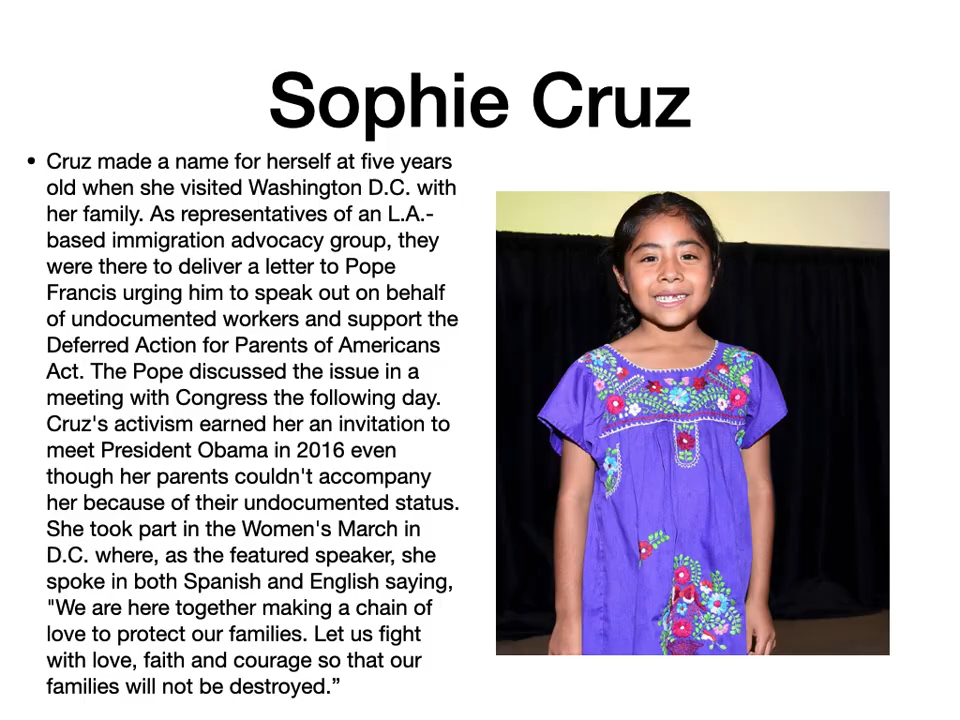 Sophie Cruz
• Cruz made a name for herself at five years
old when she visited Washington D.C. with
her family. As representatives of an L.A.-
based immigration advocacy group, they
were there to deliver a letter to Pope
Francis urging him to speak out on behalf
of undocumented workers and support the
Deferred Action for Parents of Americans
Act. The Pope discussed the issue in a
meeting with Congress the following day.
Cruz's activism earned her an invitation to
meet President Obama in 2016 even
though her parents couldn't accompany
her because of their undocumented status.
She took part in the Women's March in
D.C. where, as the featured speaker, she
spoke in both Spanish and English saying,
"We are here together making a chain of
love to protect our families. Let us fight
with love, faith and courage so that our
families will not be destroyed.”